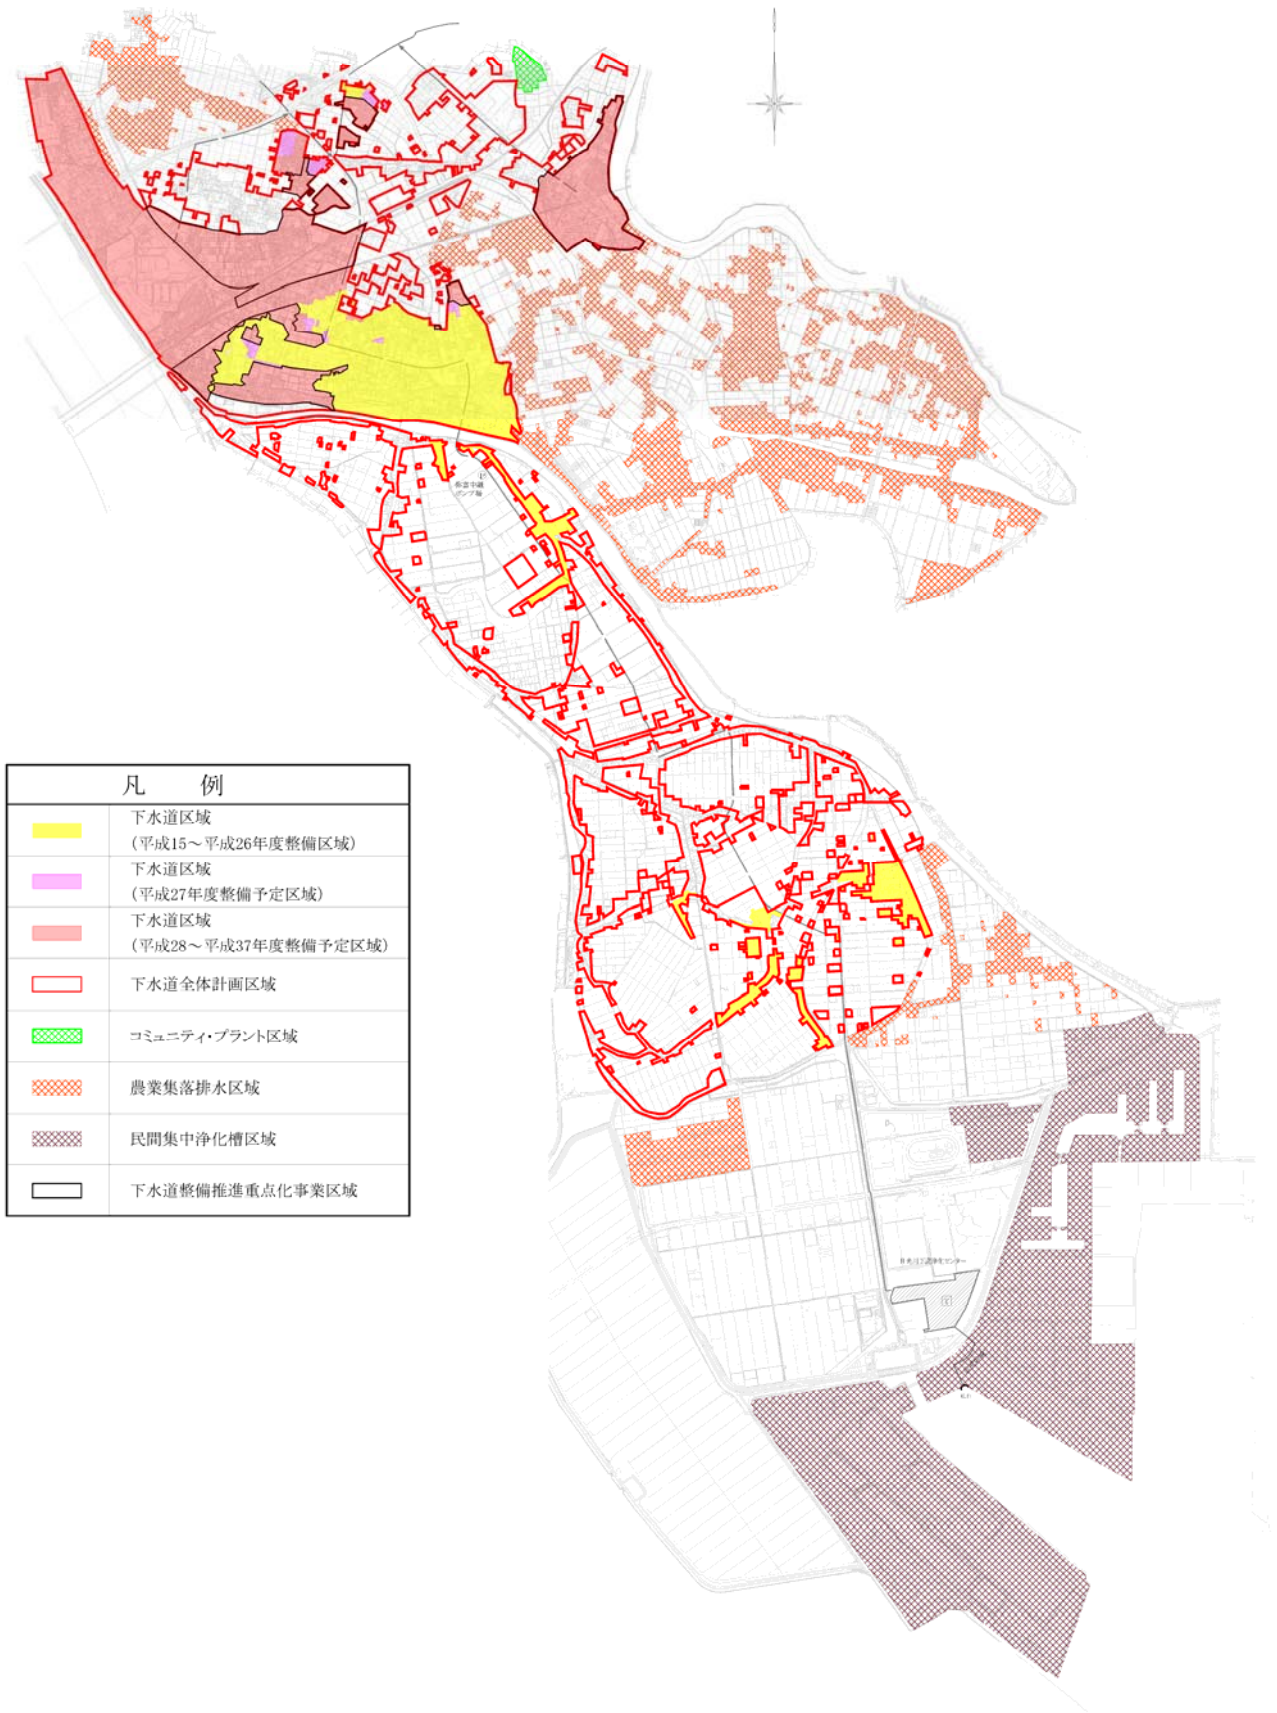 凡 例
下水道区域
(平成15～平成26年度整備区域)
下水道区域
(平成27年度整備予定区域)
下水道区域
(平成28～平成37年度整備予定区域)
下水道全体計画区域
コミュニティ・プラント区域
農業集落排水区域
民間集中浄化槽区域
下水道整備推進重点化事業区域